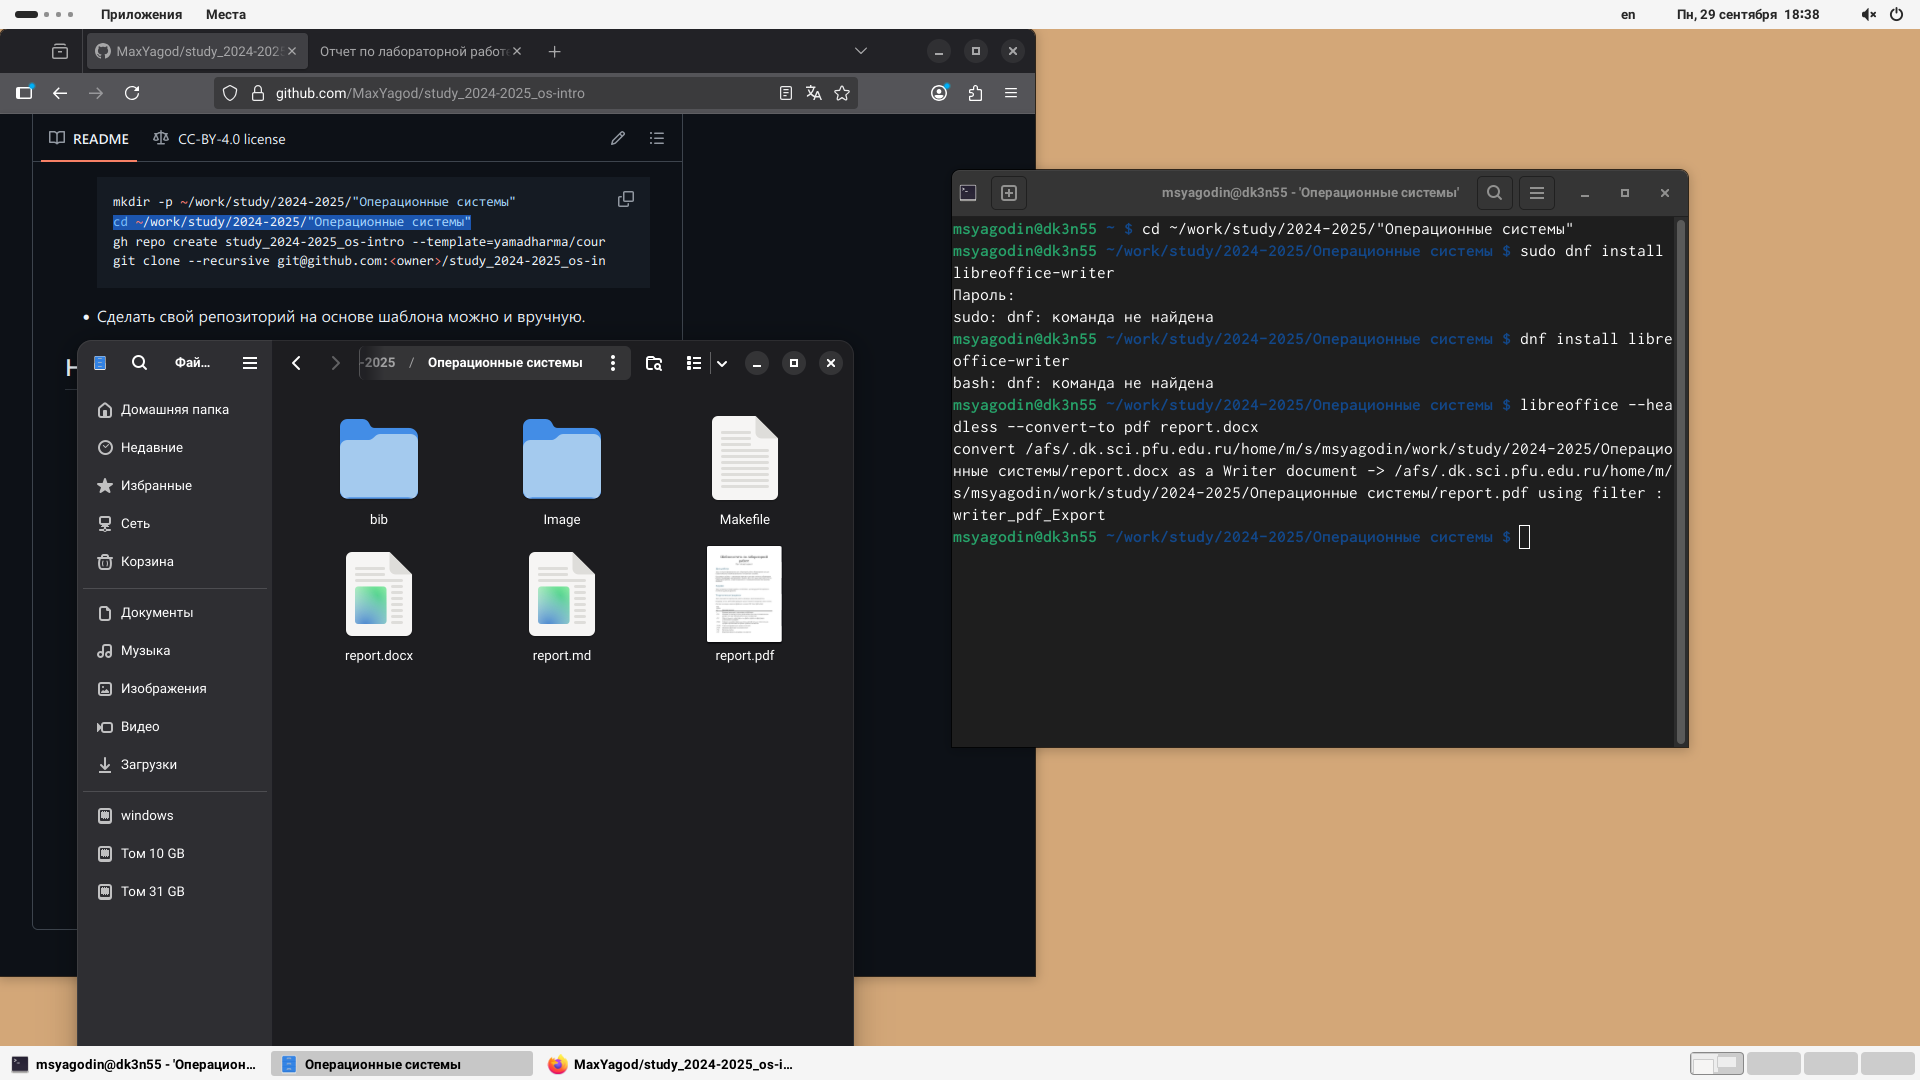 Приложения
Места
en
Пн, 29 сентября 18:38
MaxYagod/study_2024-202
Отчет по лабораторной работ
github.com/MaxYagod/study_2024-2025_os-intro
README
CC-BY-4.0 license
mkdir -p ~/work/study/2024-2025/"Операционные системы"
cd ~/work/study/2024-2025/"Операционные системы"
gh repo create study_2024-2025_os-intro --template=yamadharma/cour
git clone --recursive git@github.com:<owner>/study_2024-2025_os-in
• Сделать свой репозиторий на основе шаблона можно и вручную.
Фай...
-2025 / Операционные системы
Домашняя папка
Недавние
Избранные
Сеть
Корзина
Документы
Музыка
Изображения
Видео
Загрузки
windows
Том 10 GB
Том 31 GB
bib
Image
Makefile
report.docx
report.md
report.pdf
msyagodin@dk3n55 - 'Операционные системы'
msyagodin@dk3n55 ~ $ cd ~/work/study/2024-2025/"Операционные системы"
msyagodin@dk3n55 ~/work/study/2024-2025/Операционные системы $ sudo dnf install
libreoffice-writer
Пароль:
sudo: dnf: команда не найдена
msyagodin@dk3n55 ~/work/study/2024-2025/Операционные системы $ dnf install libre
office-writer
bash: dnf: команда не найдена
msyagodin@dk3n55 ~/work/study/2024-2025/Операционные системы $ libreoffice --hea
dless --convert-to pdf report.docx
convert /afs/.dk.sci.pfu.edu.ru/home/m/s/msyagodin/work/study/2024-2025/Операцио
нные системы/report.docx as a Writer document -> /afs/.dk.sci.pfu.edu.ru/home/m/
s/msyagodin/work/study/2024-2025/Операционные системы/report.pdf using filter :
writer_pdf_Export
msyagodin@dk3n55 ~/work/study/2024-2025/Операционные системы $
msyagodin@dk3n55 - 'Операцион...
Операционные системы
MaxYagod/study_2024-2025_os-i...